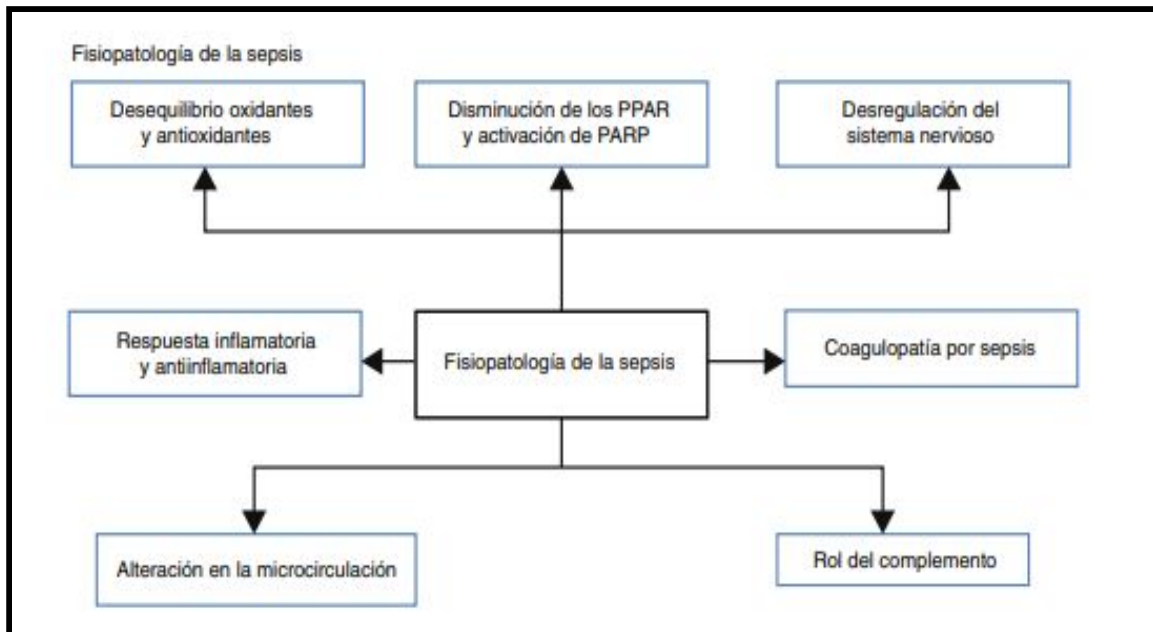 Fisiopatología de la sepsis
Desequilibrio oxidantes
y antioxidantes
Disminución de los PPAR
y activación de PARP
Desregulación del
sistema nervioso
Respuesta inflamatoria
y antiinflamatoria
Fisiopatología de la sepsis
Coagulopatía por sepsis
Alteración en la microcirculación
Rol del complemento